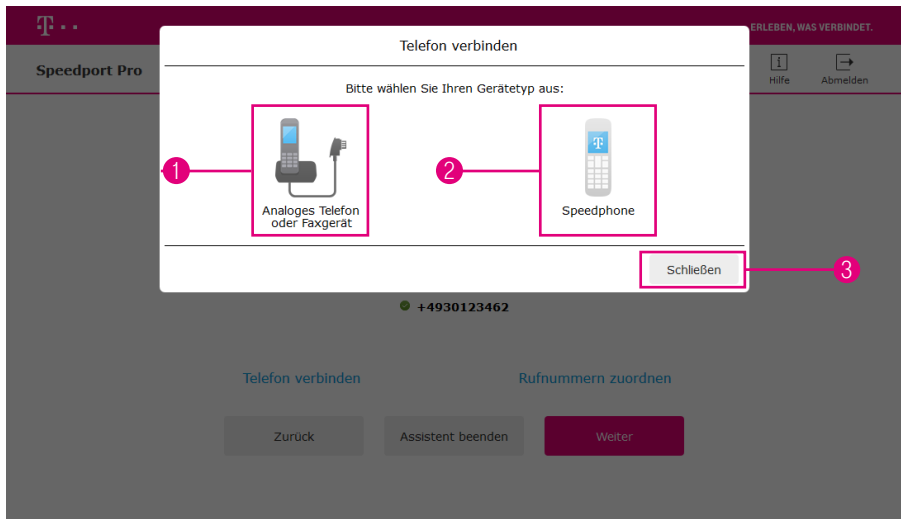 T
ERLEBEN, WAS VERBINDET.
Speedport Pro
Hilfe
Abmelden
Telefon verbinden
Bitte wählen Sie Ihren Gerätetyp aus:
1
2
T
Analoges Telefon
oder Faxgerät
Speedphone
Schließen
3
+4930123462
Telefon verbinden
Rufnummern zuordnen
Zurück
Assistent beenden
Weiter